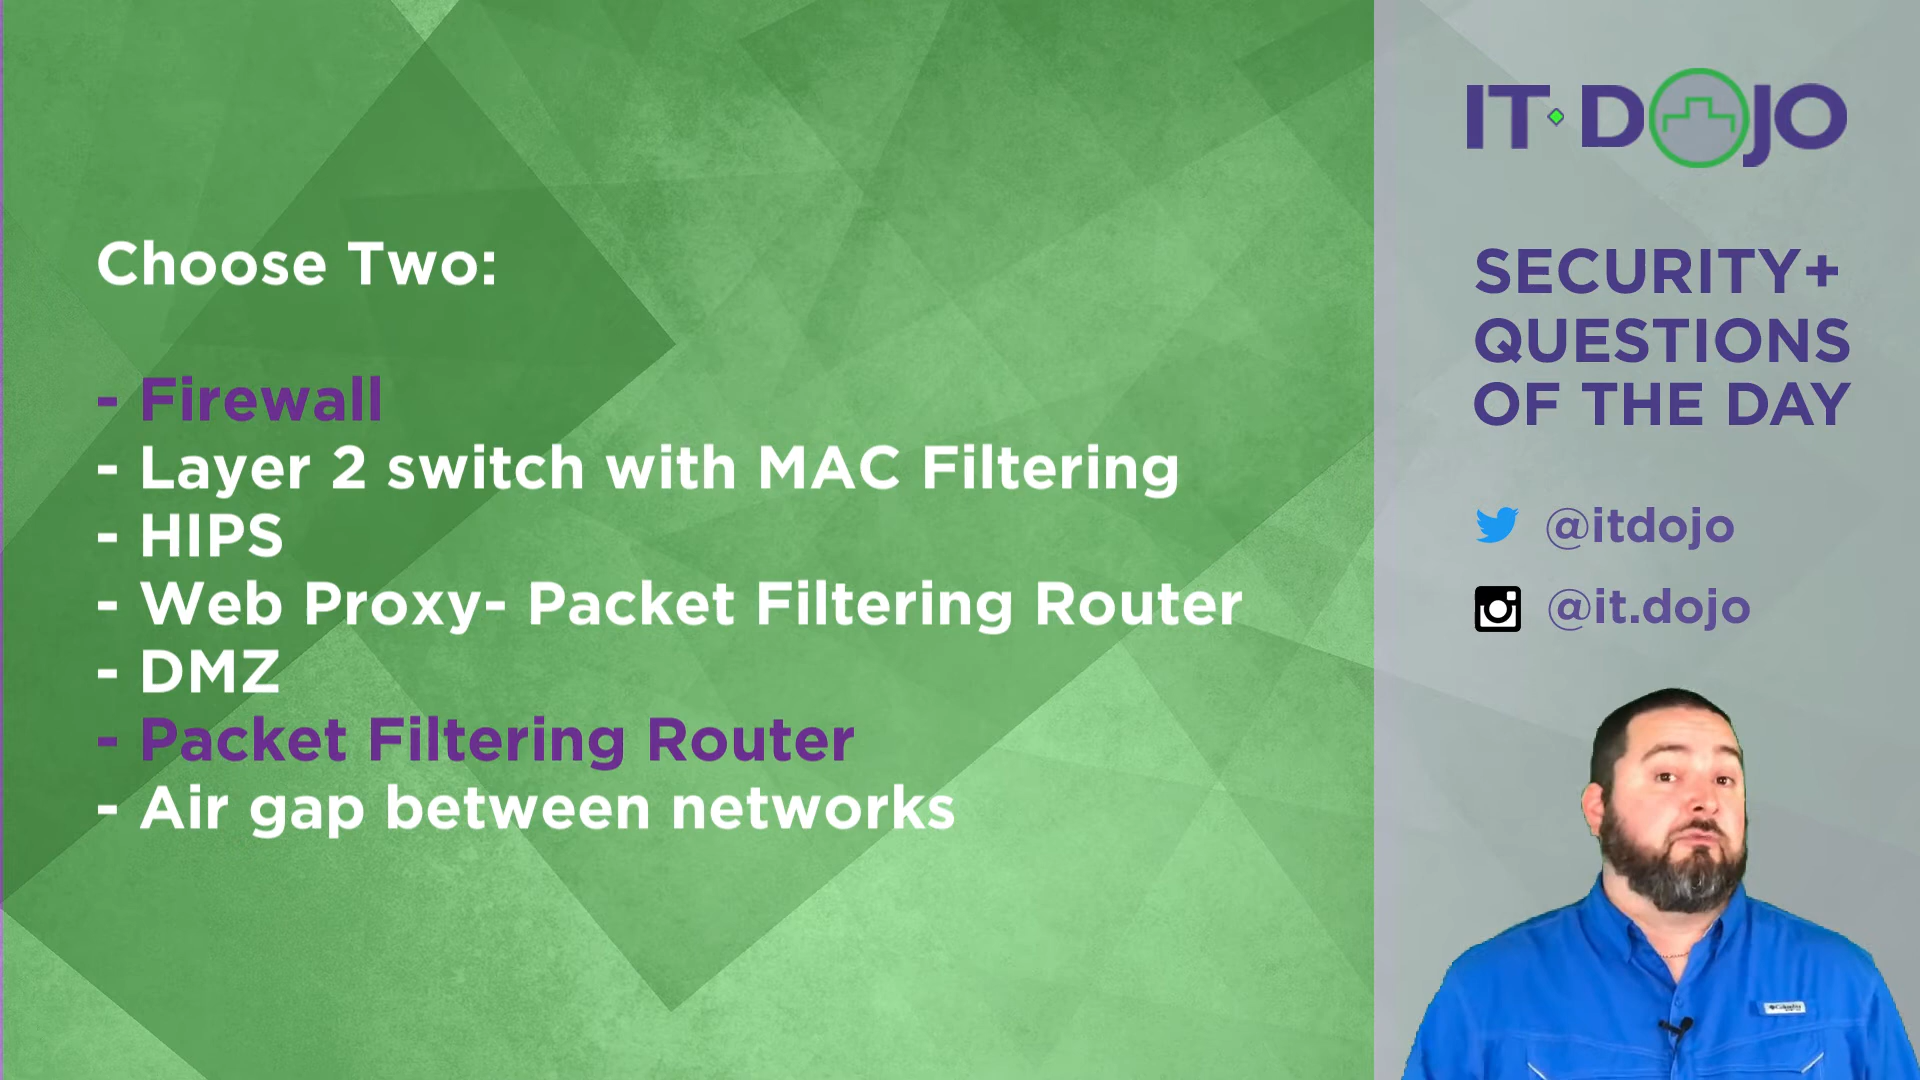 Choose Two:
- Firewall
- Layer 2 switch with MAC Filtering
- HIPS
- Web Proxy- Packet Filtering Router
- DMZ
- Packet Filtering Router
- Air gap between networks
IT DOJO
SECURITY+
QUESTIONS
OF THE DAY
@itdojo
@it.dojo
Columbia